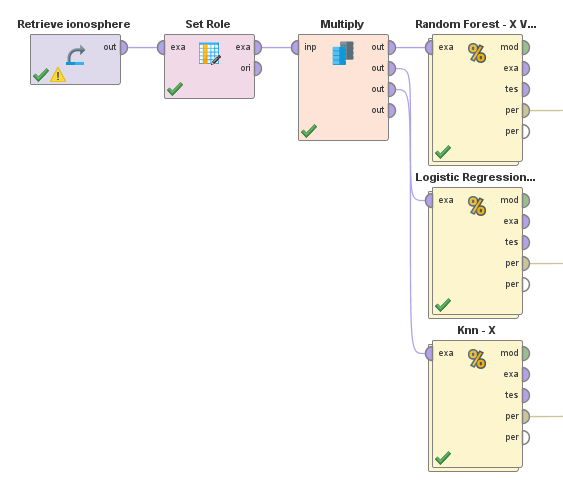 Retrieve ionosphere
out
Set Role
exa
exa
ori
Multiply
inp
out
out
out
out
Random Forest - X V...
exa
mod
exa
tes
per
per
Logistic Regression...
exa
mod
exa
tes
per
per
Knn - X
exa
mod
exa
tes
per
per